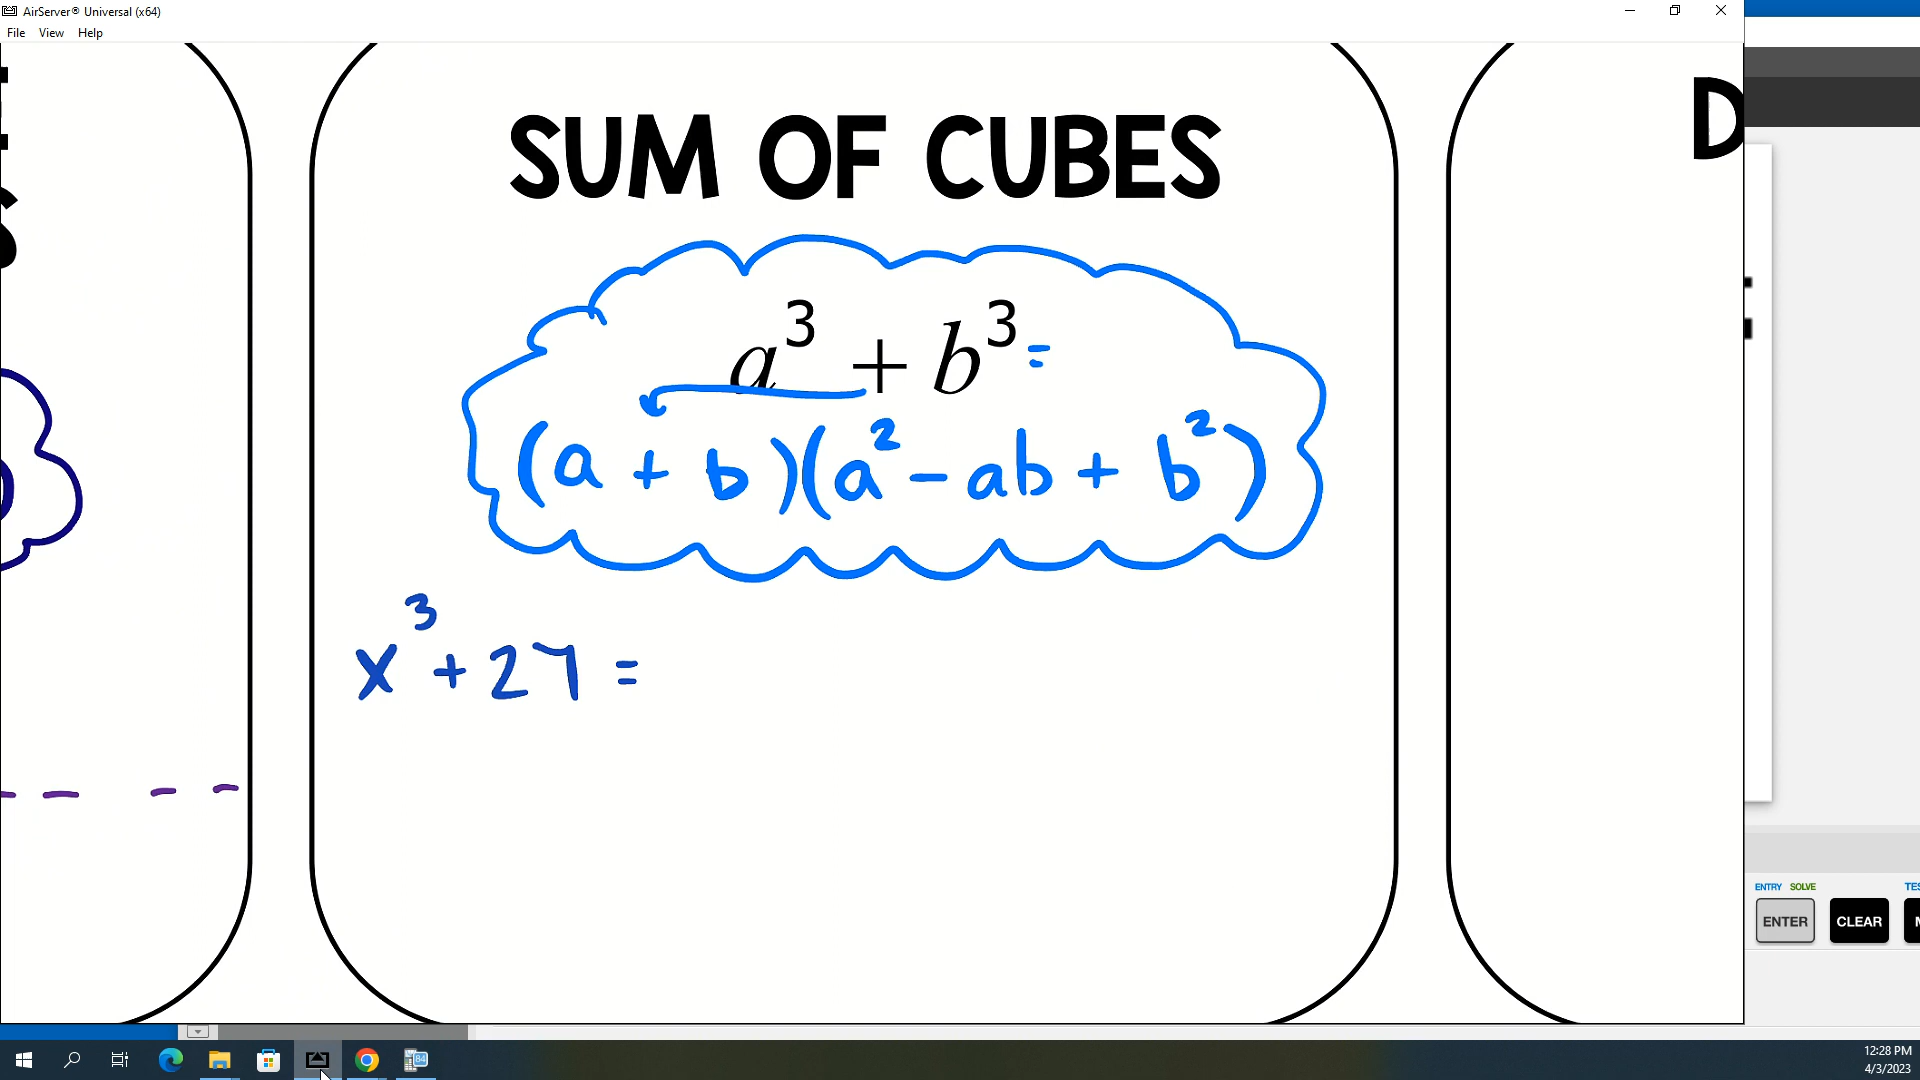 AirServer® Universal (x64)
File View Help
SUM OF CUBES
D
a³ + b³ =
(a + b)(a² - ab + b²)
x³ + 27 =
ENTRY SOLVE
ENTER CLEAR
84
12:28 PM
4/3/2023